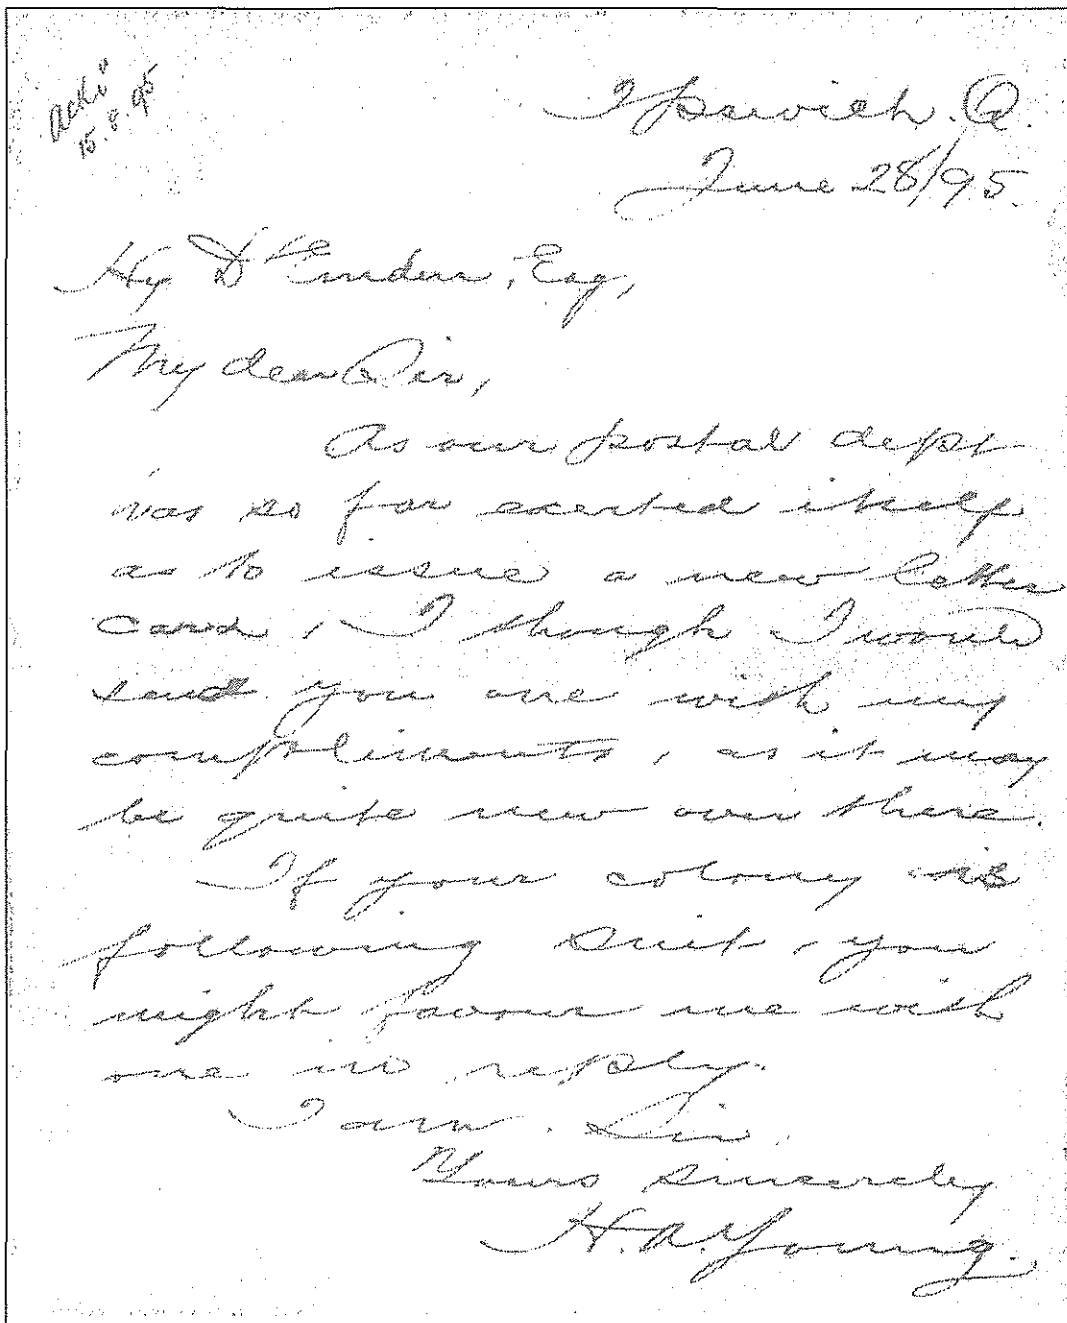 Ackd
15.8.95
Ipswich. Q.
June 28/95.
Hy D'Emden, Esq,
My dear Sir,
As our postal dept
has so far exerted itself
as to issue a new letter
card, I though I would
send you one with my
compliments, as it may
be quite new over there.
If your colony is
following suit, you
might favour me with
one in reply.
I am. Sir.
Yours sincerely
H.A. Young.